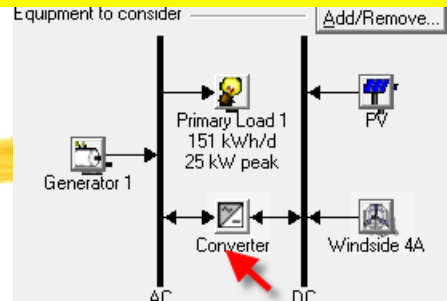 Equipment to consider
Add/Remove...
Primary Load 1
151 kWh/d
25 kW peak
PV
Generator 1
Converter
Windside 4A
AC
DC